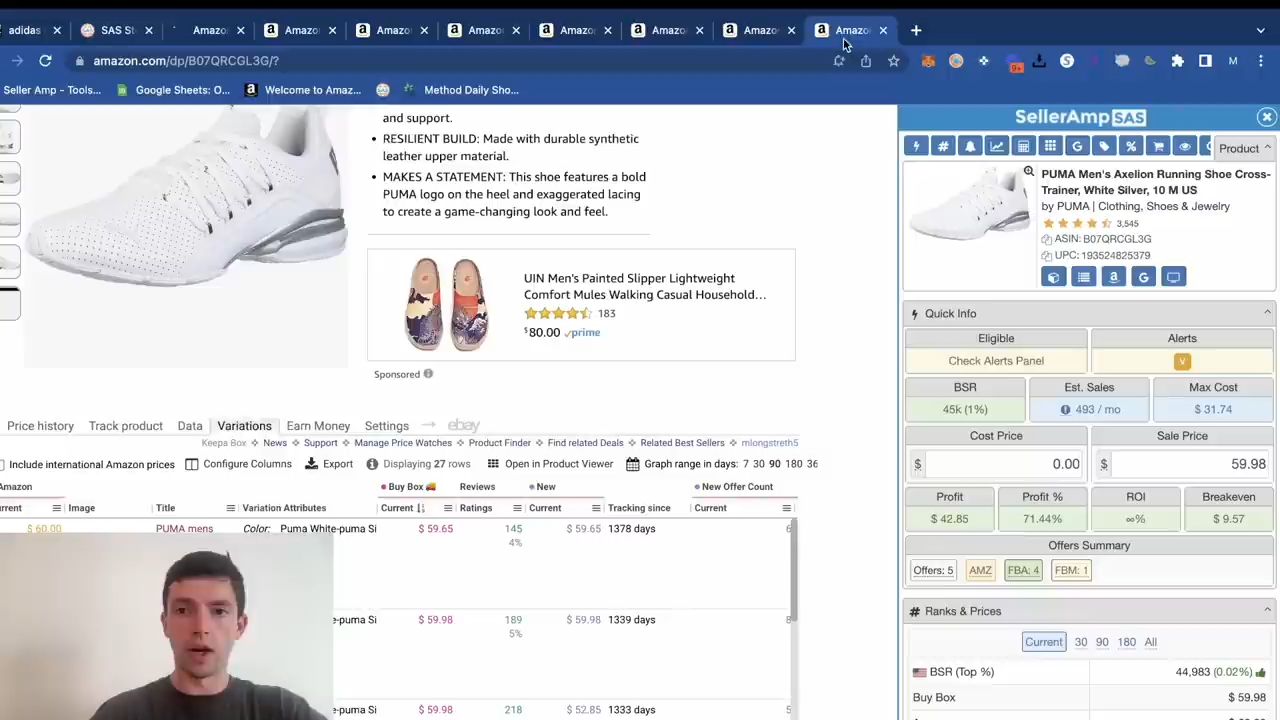 adidas
SAS St
Amazo
Amazo
Amazo
Amazo
Amazo
Amazo
Amazo
Amazo
amazon.com/dp/B07QRCGL3G/?
9+
M
Seller Amp - Tools...
Google Sheets: O...
Welcome to Amaz...
Method Daily Sho...
and support.
• RESILIENT BUILD: Made with durable synthetic
leather upper material.
• MAKES A STATEMENT: This shoe features a bold
PUMA logo on the heel and exaggerated lacing
to create a game-changing look and feel.
UIN Men's Painted Slipper Lightweight
Comfort Mules Walking Casual Household...
183
$80.00 prime
Sponsored
Price history Track product Data Variations Earn Money Settings → ebay
Keepa Box News Support Manage Price Watches Product Finder Find related Deals Related Best Sellers mlongstreth5
Include international Amazon prices Configure Columns Export Displaying 27 rows Open in Product Viewer Graph range in days: 7 30 90 180 36
Amazon Buy Box Reviews New New Offer Count
rrent Image Title Variation Attributes Current Ratings Current Tracking since Current
$ 60.00 PUMA mens Color: Puma White-puma Si $ 59.65 145 $ 59.65 1378 days 6
4%
e-puma Si $ 59.98 189 $ 59.98 1339 days 8
5%
e-puma Si $ 59.98 218 $ 52.85 1333 days 5
SellerAmp SAS
Product
PUMA Men's Axelion Running Shoe Cross-
Trainer, White Silver, 10 M US
by PUMA | Clothing, Shoes & Jewelry
3,545
ASIN: B07QRCGL3G
UPC: 193524825379
Quick Info
Eligible Alerts
Check Alerts Panel V
BSR Est. Sales Max Cost
45k (1%) 493 / mo $ 31.74
Cost Price Sale Price
$ 0.00 $ 59.98
Profit Profit % ROI Breakeven
$ 42.85 71.44% ∞% $ 9.57
Offers Summary
Offers: 5 AMZ FBA: 4 FBM: 1
# Ranks & Prices
Current 30 90 180 All
BSR (Top %) 44,983 (0.02%)
Buy Box $ 59.98